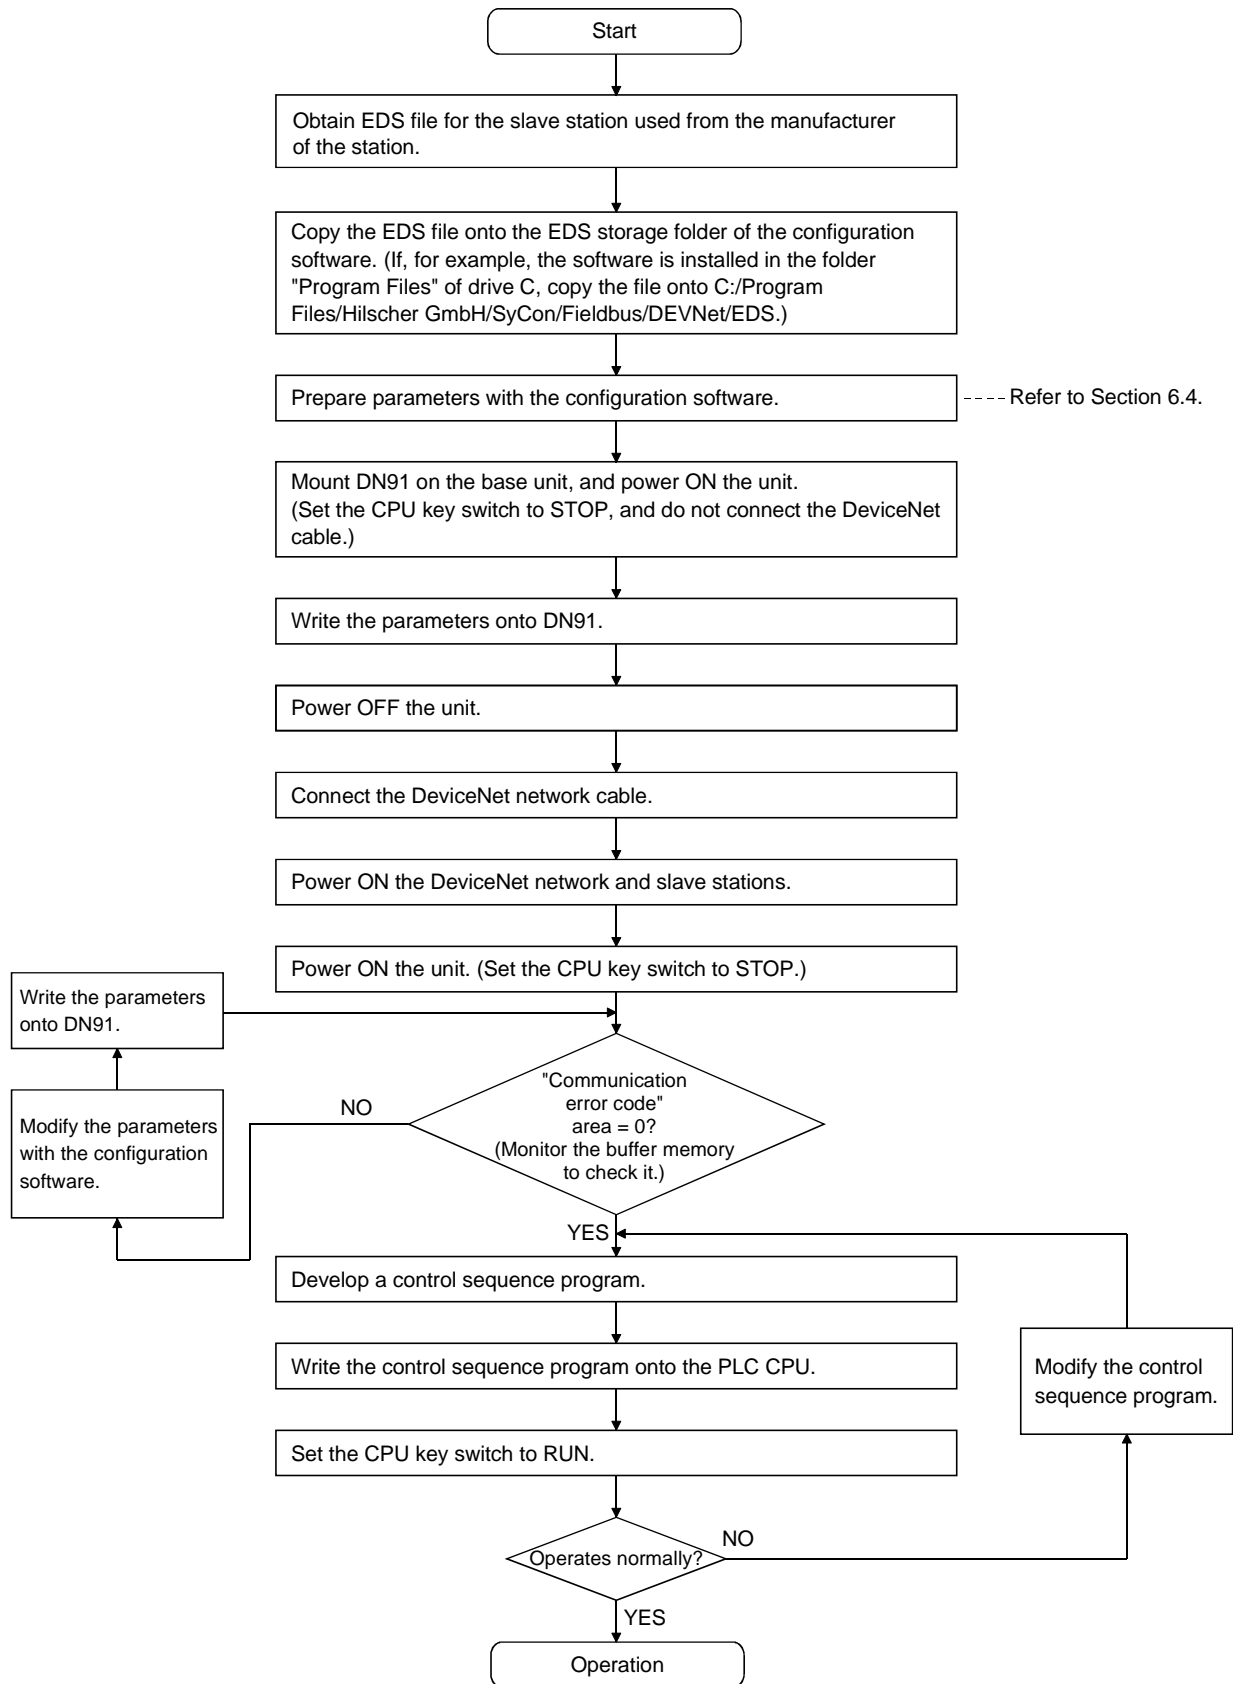 Start
Obtain EDS file for the slave station used from the manufacturer
of the station.
Copy the EDS file onto the EDS storage folder of the configuration
software. (If, for example, the software is installed in the folder
"Program Files" of drive C, copy the file onto C:/Program
Files/Hilscher GmbH/SyCon/Fieldbus/DEVNet/EDS.)
Prepare parameters with the configuration software.
Refer to Section 6.4.
Mount DN91 on the base unit, and power ON the unit.
(Set the CPU key switch to STOP, and do not connect the DeviceNet
cable.)
Write the parameters onto DN91.
Power OFF the unit.
Connect the DeviceNet network cable.
Power ON the DeviceNet network and slave stations.
Power ON the unit. (Set the CPU key switch to STOP.)
Write the parameters
onto DN91.
Modify the parameters
with the configuration
software.
NO
"Communication
error code"
area = 0?
(Monitor the buffer memory
to check it.)
YES
Develop a control sequence program.
Write the control sequence program onto the PLC CPU.
Modify the control
sequence program.
Set the CPU key switch to RUN.
Operates normally?
NO
YES
Operation